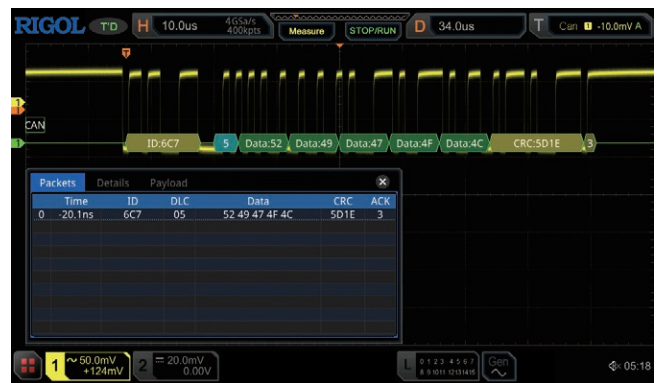 RIGOL T'D H 10.0us 4GSa/s 400kpts Measure STOP/RUN D 34.0us T Can 1 -10.0mV A
T
1
CAN
1 ID:6C7 5 Data:52 Data:49 Data:47 Data:4F Data:4C CRC:5D1E 3
Packets Details Payload
Time ID DLC Data CRC ACK
0 -20.1ns 6C7 05 52 49 47 4F 4C 5D1E 3
1 50.0mV +124mV 2 20.0mV 0.00V L 0 1 2 3 4 5 6 7 8 9 10 11 12 13 14 15 Gen 05:18